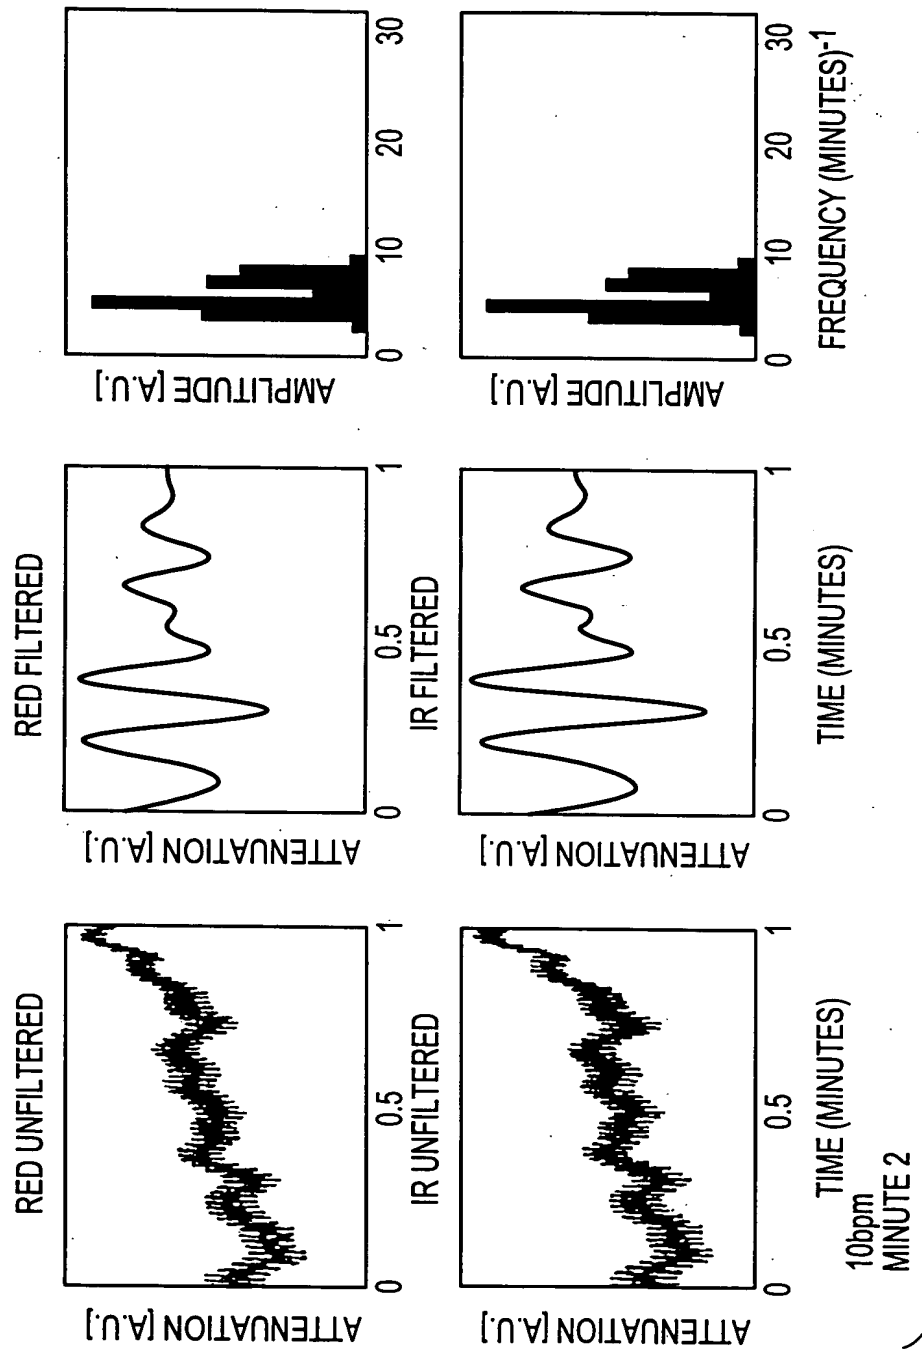 RED UNFILTERED
ATTENUATION [A.U.]
0 0.5 1
IR UNFILTERED
ATTENUATION [A.U.]
0 0.5 1
TIME (MINUTES)
10bpm
MINUTE 2
RED FILTERED
ATTENUATION [A.U.]
0 0.5 1
IR FILTERED
ATTENUATION [A.U.]
0 0.5 1
TIME (MINUTES)
AMPLITUDE [A.U.]
0 10 20 30
AMPLITUDE [A.U.]
0 10 20 30
FREQUENCY (MINUTES)-1